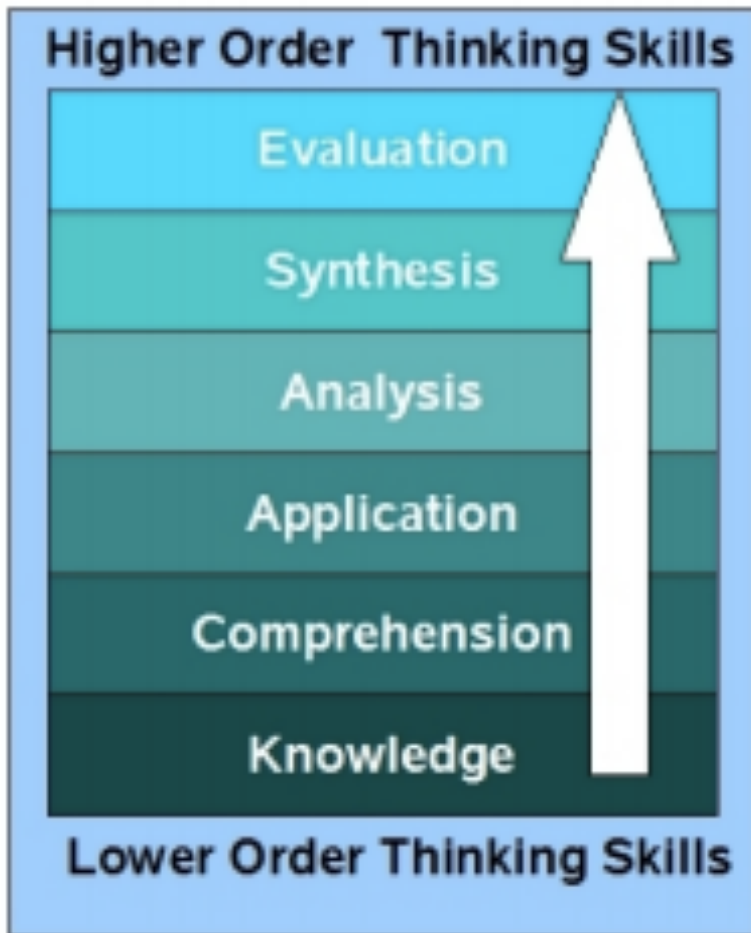 Higher Order Thinking Skills
Evaluation
Synthesis
Analysis
Application
Comprehension
Knowledge
Lower Order Thinking Skills